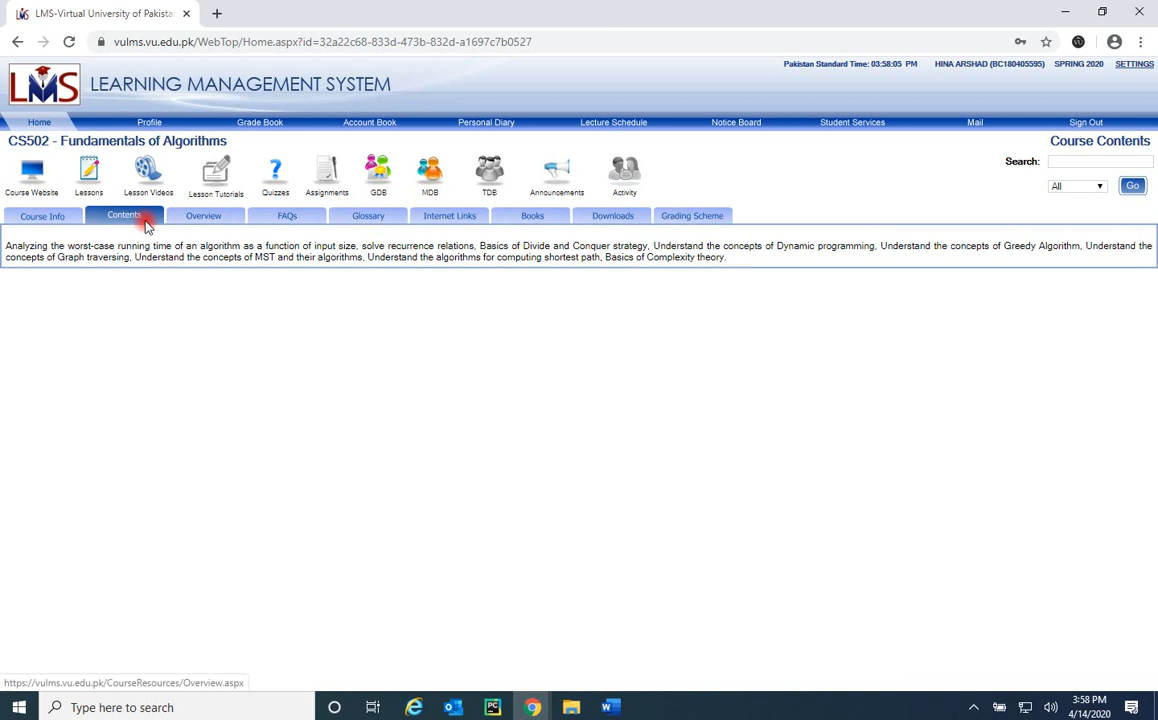 LMS-Virtual University of Pakista
vulms.vu.edu.pk/WebTop/Home.aspx?id=32a22c68-833d-473b-832d-a1697c7b0527
Pakistan Standard Time: 03:58:05 PM HINA ARSHAD (BC180405595) SPRING 2020 SETTINGS
LMS LEARNING MANAGEMENT SYSTEM
Home Profile Grade Book Account Book Personal Diary Lecture Schedule Notice Board Student Services Mail Sign Out
CS502 - Fundamentals of Algorithms Course Contents
Search:
Course Website Lessons Lesson Videos Lesson Tutorials Quizzes Assignments GDB MDB TDB Announcements Activity All Go
Course Info Contents Overview FAQs Glossary Internet Links Books Downloads Grading Scheme
Analyzing the worst-case running time of an algorithm as a function of input size, solve recurrence relations, Basics of Divide and Conquer strategy, Understand the concepts of Dynamic programming, Understand the concepts of Greedy Algorithm, Understand the
concepts of Graph traversing, Understand the concepts of MST and their algorithms, Understand the algorithms for computing shortest path, Basics of Complexity theory.
https://vulms.vu.edu.pk/CourseResources/Overview.aspx
Type here to search
3:58 PM
4/14/2020